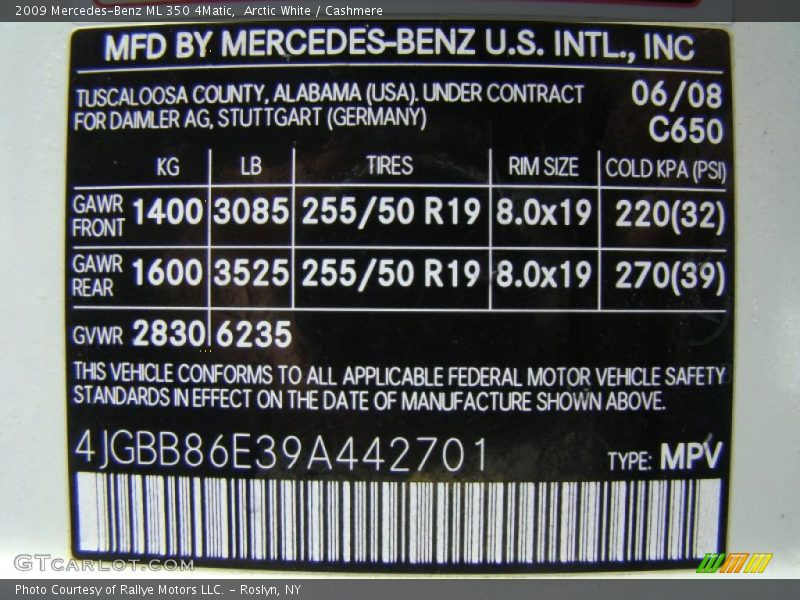 2009 Mercedes-Benz ML 350 4Matic,  Arctic White / Cashmere
MFD BY MERCEDES-BENZ U.S. INTL., INC
TUSCALOOSA COUNTY, ALABAMA (USA). UNDER CONTRACT 06/08
FOR DAIMLER AG, STUTTGART (GERMANY) C650
KG LB TIRES RIM SIZE COLD KPA (PSI)
GAWR FRONT 1400 3085 255/50 R19 8.0x19 220(32)
GAWR REAR 1600 3525 255/50 R19 8.0x19 270(39)
GVWR 2830 6235
THIS VEHICLE CONFORMS TO ALL APPLICABLE FEDERAL MOTOR VEHICLE SAFETY
STANDARDS IN EFFECT ON THE DATE OF MANUFACTURE SHOWN ABOVE.
4JGBB86E39A442701 TYPE: MPV
GTcarlot.com
Photo Courtesy of Rallye Motors LLC. - Roslyn, NY